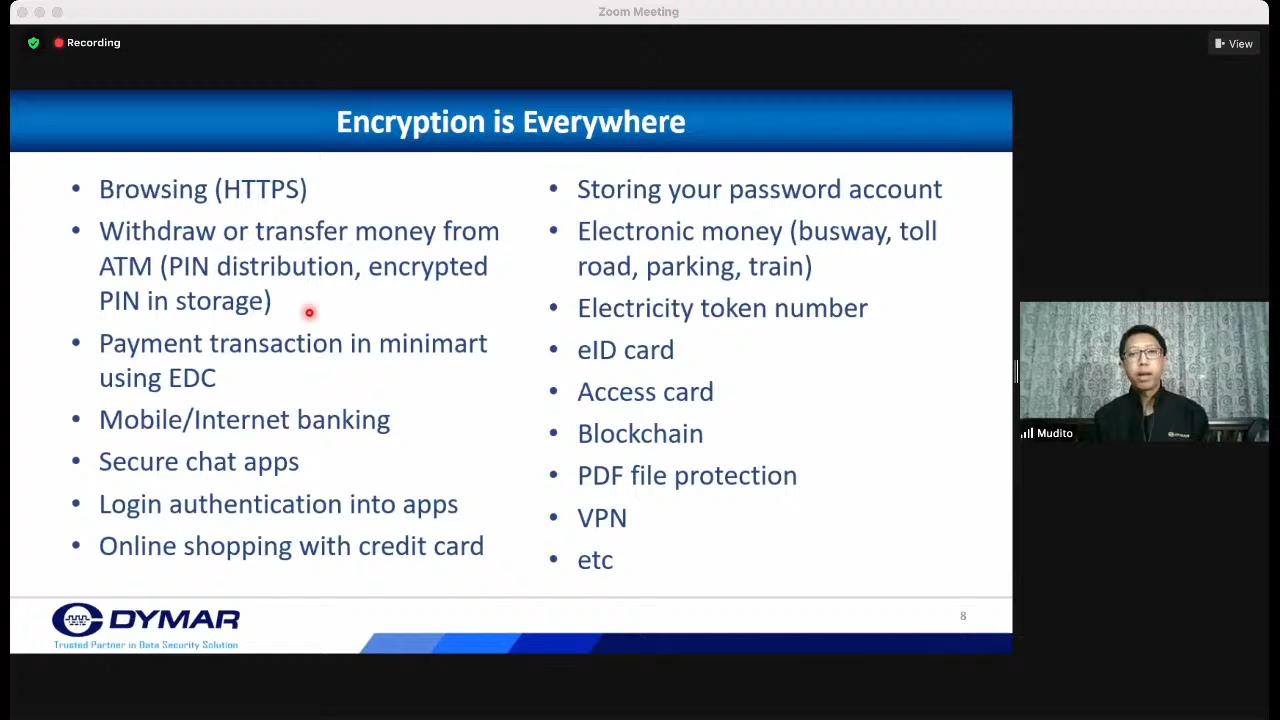 Zoom Meeting
Recording
View
Encryption is Everywhere
• Browsing (HTTPS)
• Withdraw or transfer money from
ATM (PIN distribution, encrypted
PIN in storage)
• Payment transaction in minimart
using EDC
• Mobile/Internet banking
• Secure chat apps
• Login authentication into apps
• Online shopping with credit card
• Storing your password account
• Electronic money (busway, toll
road, parking, train)
• Electricity token number
• eID card
• Access card
• Blockchain
• PDF file protection
• VPN
• etc
Mudito
DYMAR
Trusted Partner in Data Security Solution
8